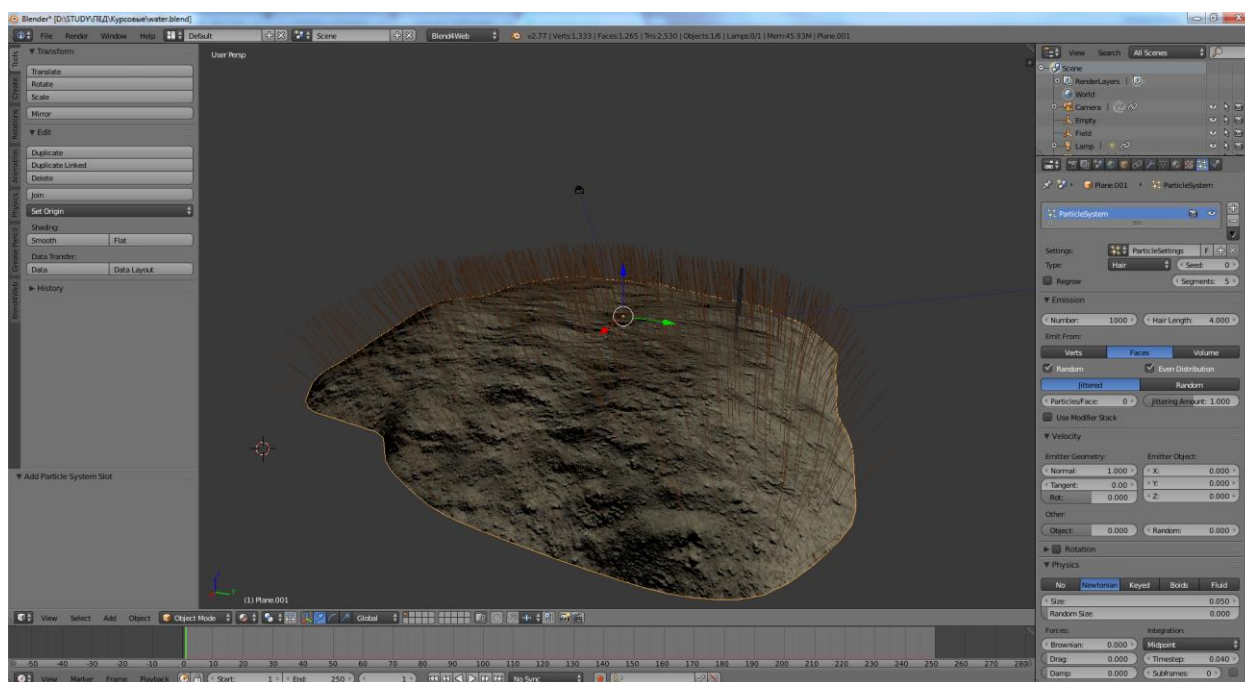 Blender* [D:\STUDY\ПЕД\Курсовые\water.blend]
File Render Window Help Default Scene Blend4Web v2.77 | Verts:1,333 | Faces:1,265 | Tris:2,530 | Objects:1/6 | Lamps:0/1 | Mem:45.93M | Plane.001
Tools
Create
Relations
Animation
Physics
Grease Pencil
Blend4Web
Transform
Translate
Rotate
Scale
Mirror
Edit
Duplicate
Duplicate Linked
Delete
Join
Set Origin
Shading:
Smooth Flat
Data Transfer:
Data Data Layout
History
Add Particle System Slot
User Persp
(1) Plane.001
View Select Add Object Object Mode Global
-50 -40 -30 -20 -10 0 10 20 30 40 50 60 70 80 90 100 110 120 130 140 150 160 170 180 190 200 210 220 230 240 250 260 270 280
View Marker Frame Playback Start: 1 End: 250 1 No Sync
View Search All Scenes
Scene
RenderLayers
World
Camera
Empty
Field
Lamp
Plane.001 ParticleSystem
ParticleSystem
Settings: ParticleSettings F
Type: Hair Seed: 0
Regrow Segments: 5
Emission
Number: 1000 Hair Length: 4.000
Emit From:
Verts Faces Volume
Random Even Distribution
Jittered Random
Particles/Face: 0 Jittering Amount: 1.000
Use Modifier Stack
Velocity
Emitter Geometry: Emitter Object:
Normal: 1.000 X: 0.000
Tangent: 0.00 Y: 0.000
Rot: 0.000 Z: 0.000
Other:
Object: 0.000 Random: 0.000
Rotation
Physics
No Newtonian Keyed Boids Fluid
Size: 0.050
Random Size: 0.000
Forces: Integration:
Brownian: 0.000 Midpoint
Drag: 0.000 Timestep: 0.040
Damp: 0.000 Subframes: 0